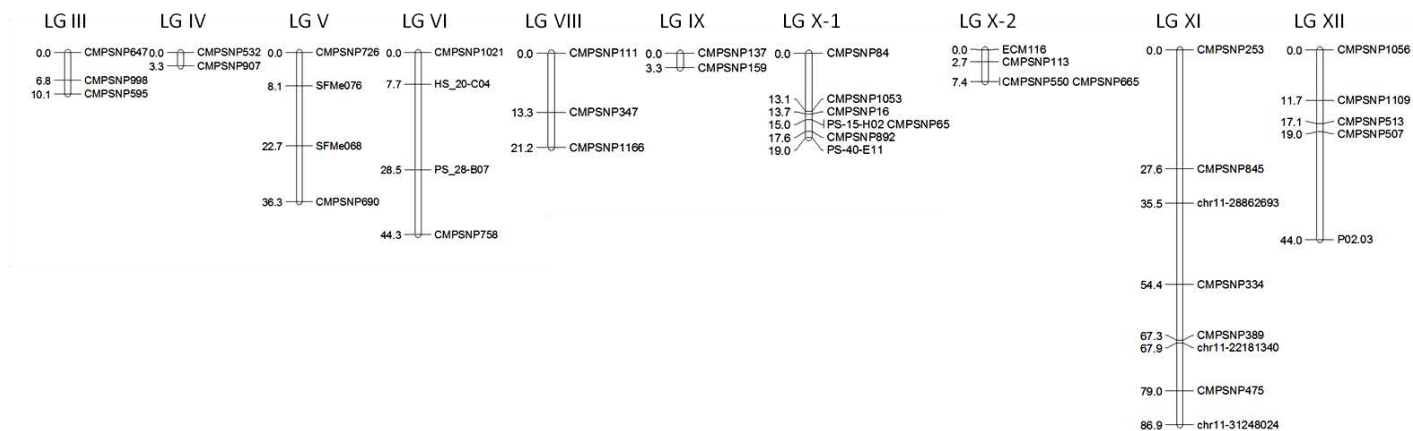 LG III
0.0 CMPSNP647
6.8 CMPSNP998
10.1 CMPSNP595
LG IV
0.0 CMPSNP532
3.3 CMPSNP907
LG V
0.0 CMPSNP726
8.1 SFMe076
22.7 SFMe068
36.3 CMPSNP690
LG VI
0.0 CMPSNP1021
7.7 HS_20-C04
28.5 PS_28-B07
44.3 CMPSNP758
LG VIII
0.0 CMPSNP111
13.3 CMPSNP347
21.2 CMPSNP1166
LG IX
0.0 CMPSNP137
3.3 CMPSNP159
LG X-1
0.0 CMPSNP84
13.1 CMPSNP1053
13.7 CMPSNP16
15.0 PS-15-H02 CMPSNP65
17.6 CMPSNP892
19.0 PS-40-E11
LG X-2
0.0 ECM116
2.7 CMPSNP113
7.4 CMPSNP550 CMPSNP665
LG XI
0.0 CMPSNP253
27.6 CMPSNP845
35.5 chr11-28862693
54.4 CMPSNP334
67.3 CMPSNP389
67.9 chr11-22181340
79.0 CMPSNP475
86.9 chr11-31248024
LG XII
0.0 CMPSNP1056
11.7 CMPSNP1109
17.1 CMPSNP513
19.0 CMPSNP507
44.0 P02.03